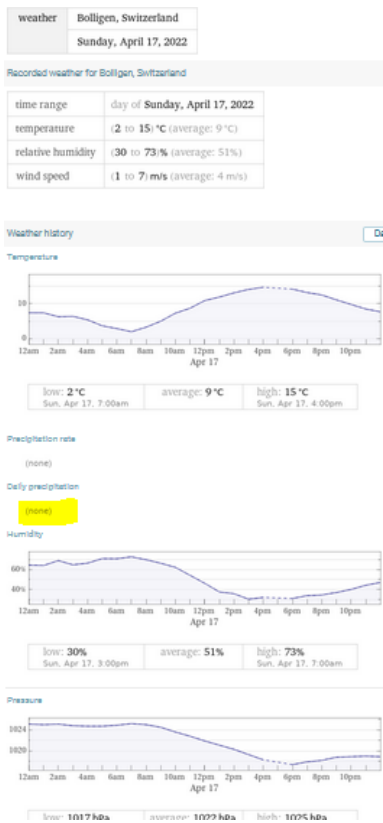 weather
Bolligen, Switzerland
Sunday, April 17, 2022
Recorded weather for Bolligen, Switzerland
time range day of Sunday, April 17, 2022
temperature (2 to 15) °C (average: 9 °C)
relative humidity (30 to 73)% (average: 51%)
wind speed (1 to 7) m/s (average: 4 m/s)
Weather history Da
Temperature
10
0
12am 2am 4am 6am 8am 10am 12pm 2pm 4pm 6pm 8pm 10pm
Apr 17
low: 2 °C average: 9 °C high: 15 °C
Sun, Apr 17, 7:00am Sun, Apr 17, 4:00pm
Precipitation rate
(none)
Daily precipitation
(none)
Humidity
60%
40%
12am 2am 4am 6am 8am 10am 12pm 2pm 4pm 6pm 8pm 10pm
Apr 17
low: 30% average: 51% high: 73%
Sun, Apr 17, 3:00pm Sun, Apr 17, 7:00am
Pressure
1024
1020
12am 2am 4am 6am 8am 10am 12pm 2pm 4pm 6pm 8pm 10pm
Apr 17
low: 1017 hPa average: 1022 hPa high: 1025 hPa